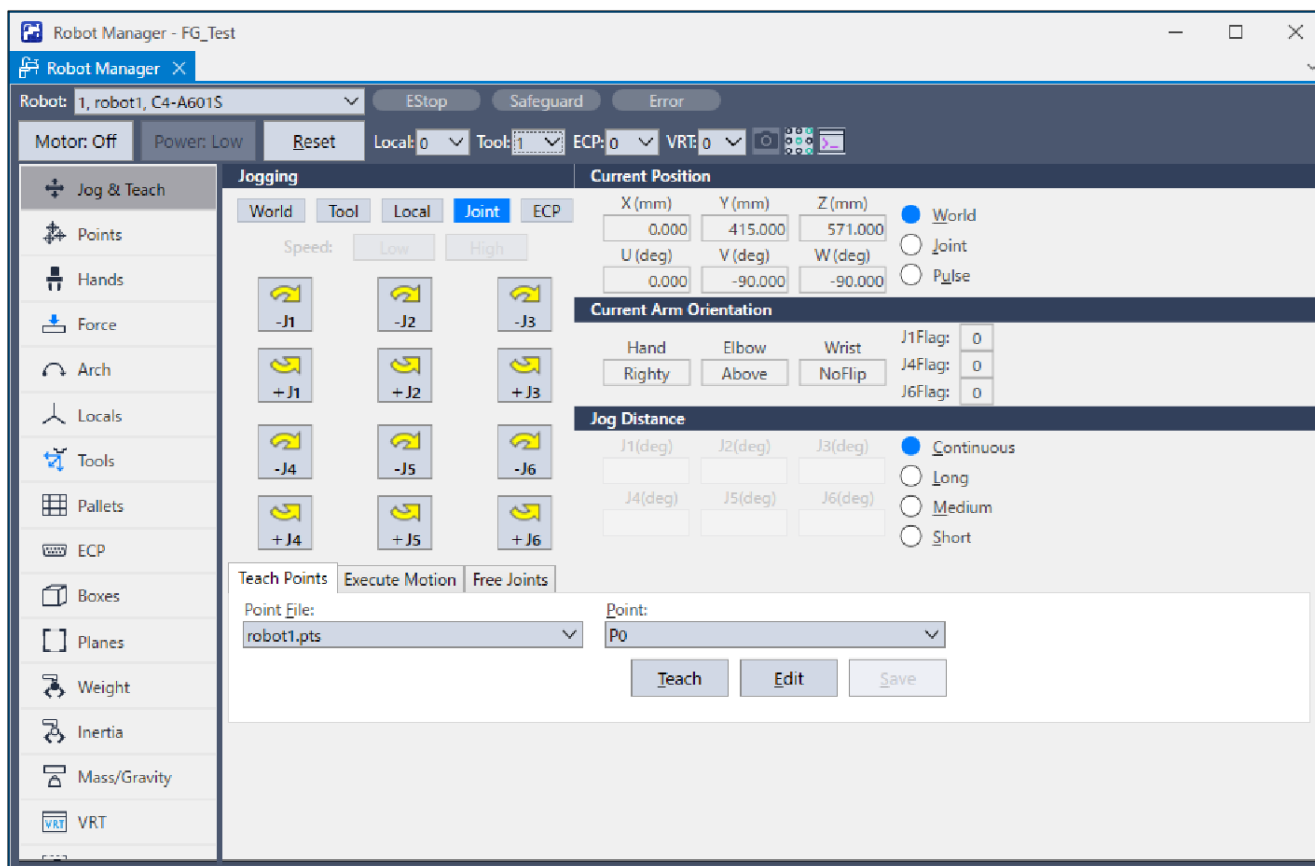 Robot Manager - FG_Test
Robot Manager
Robot: 1, robot1, C4-A601S EStop Safeguard Error
Motor: Off Power: Low Reset Local: 0 Tool: 1 ECP: 0 VRT: 0
Jog & Teach
Points
Hands
Force
Arch
Locals
Tools
Pallets
ECP
Boxes
Planes
Weight
Inertia
Mass/Gravity
VRT
Jogging
World Tool Local Joint ECP
Speed: Low High
-J1 -J2 -J3
+J1 +J2 +J3
-J4 -J5 -J6
+J4 +J5 +J6
Current Position
X (mm) Y (mm) Z (mm)
0.000 415.000 571.000
U (deg) V (deg) W (deg)
0.000 -90.000 -90.000
World
Joint
Pulse
Current Arm Orientation
Hand Elbow Wrist
Righty Above NoFlip
J1Flag: 0
J4Flag: 0
J6Flag: 0
Jog Distance
J1(deg) J2(deg) J3(deg)
J4(deg) J5(deg) J6(deg)
Continuous
Long
Medium
Short
Teach Points Execute Motion Free Joints
Point File: Point:
robot1.pts P0
Teach Edit Save